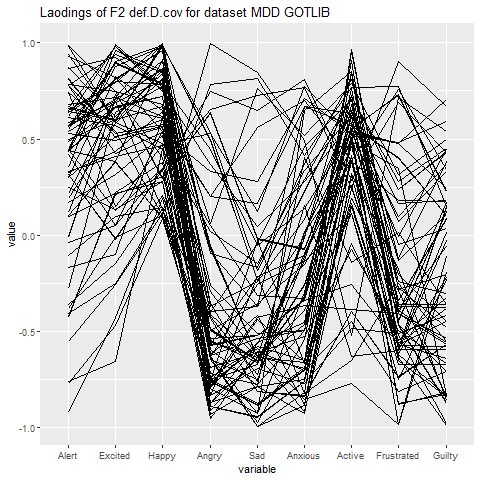 Laodings of F2 def.D.cov for dataset MDD GOTLIB
1.0
0.5
0.0
-0.5
-1.0
value
Alert Excited Happy Angry Sad Anxious Active Frustrated Guilty
variable